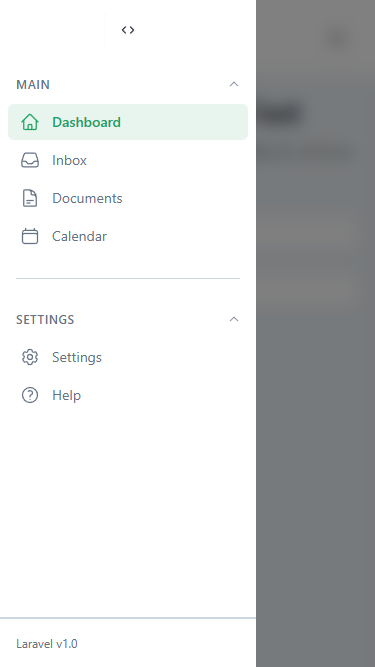 MAIN
Dashboard
Inbox
Documents
Calendar
SETTINGS
Settings
Help
Laravel v1.0